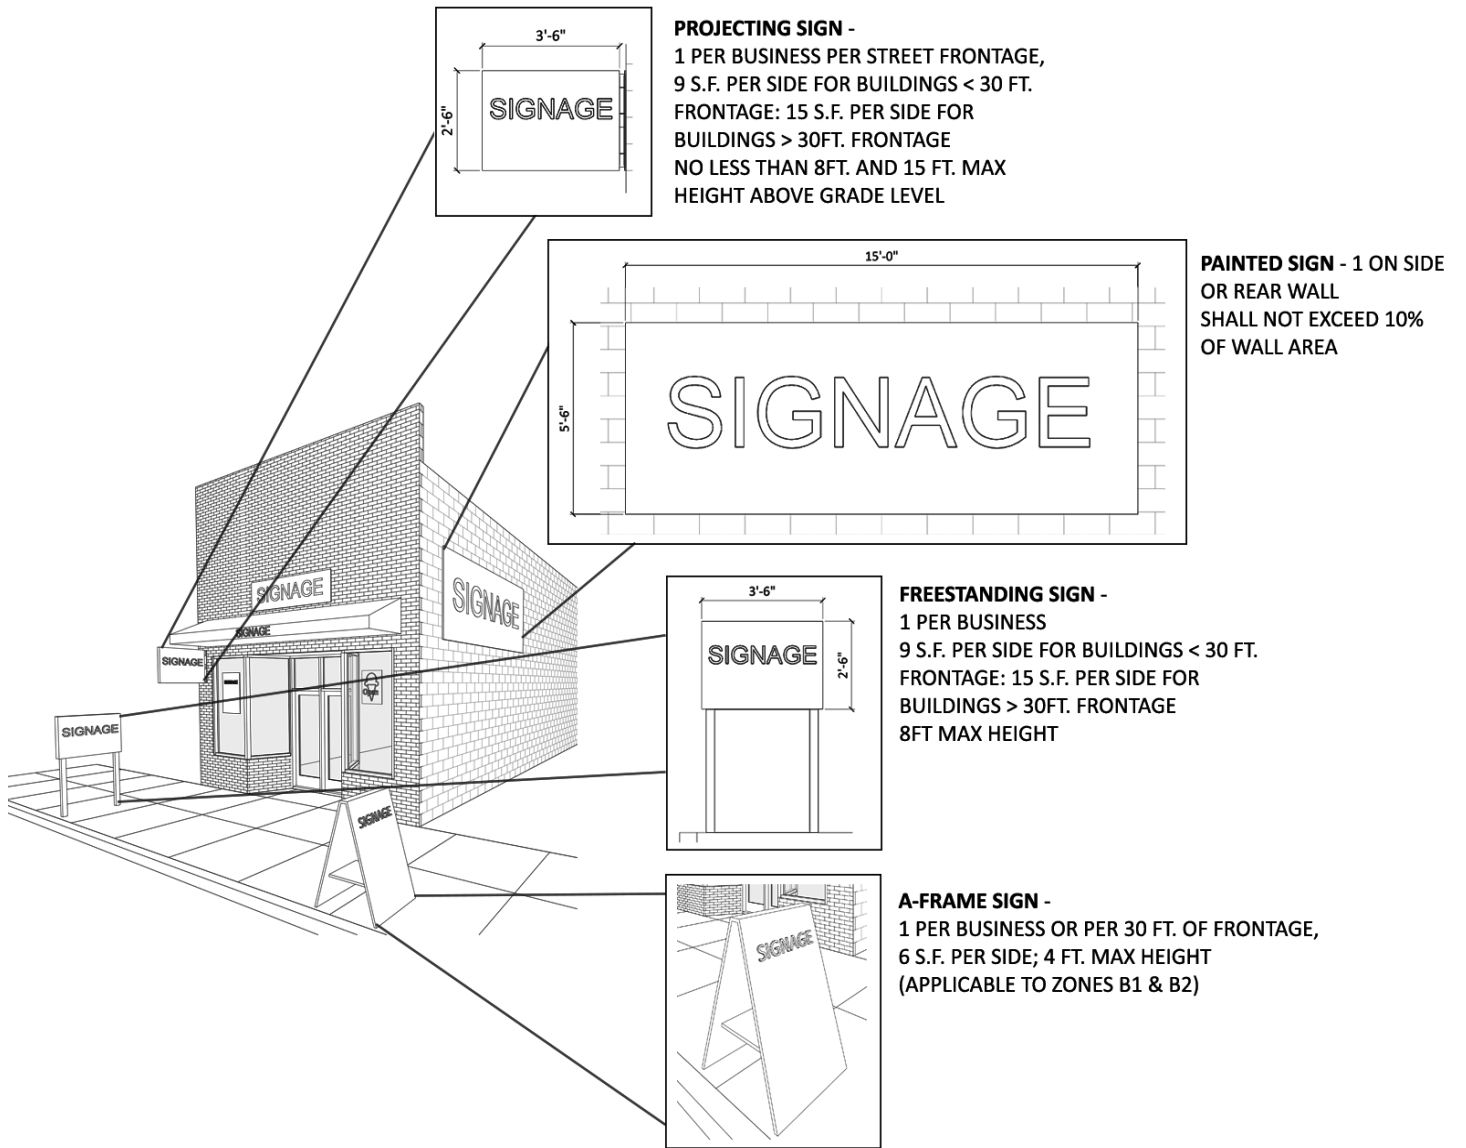 3'-6"
2'-6"
SIGNAGE
PROJECTING SIGN -
1 PER BUSINESS PER STREET FRONTAGE,
9 S.F. PER SIDE FOR BUILDINGS < 30 FT.
FRONTAGE: 15 S.F. PER SIDE FOR
BUILDINGS > 30FT. FRONTAGE
NO LESS THAN 8FT. AND 15 FT. MAX
HEIGHT ABOVE GRADE LEVEL
15'-0"
5'-6"
SIGNAGE
PAINTED SIGN - 1 ON SIDE
OR REAR WALL
SHALL NOT EXCEED 10%
OF WALL AREA
SIGNAGE
SIGNAGE
SIGNAGE
SIGNAGE
Open
SIGNAGE
SIGNAGE
3'-6"
SIGNAGE
2'-6"
FREESTANDING SIGN -
1 PER BUSINESS
9 S.F. PER SIDE FOR BUILDINGS < 30 FT.
FRONTAGE: 15 S.F. PER SIDE FOR
BUILDINGS > 30FT. FRONTAGE
8FT MAX HEIGHT
SIGNAGE
A-FRAME SIGN -
1 PER BUSINESS OR PER 30 FT. OF FRONTAGE,
6 S.F. PER SIDE; 4 FT. MAX HEIGHT
(APPLICABLE TO ZONES B1 & B2)